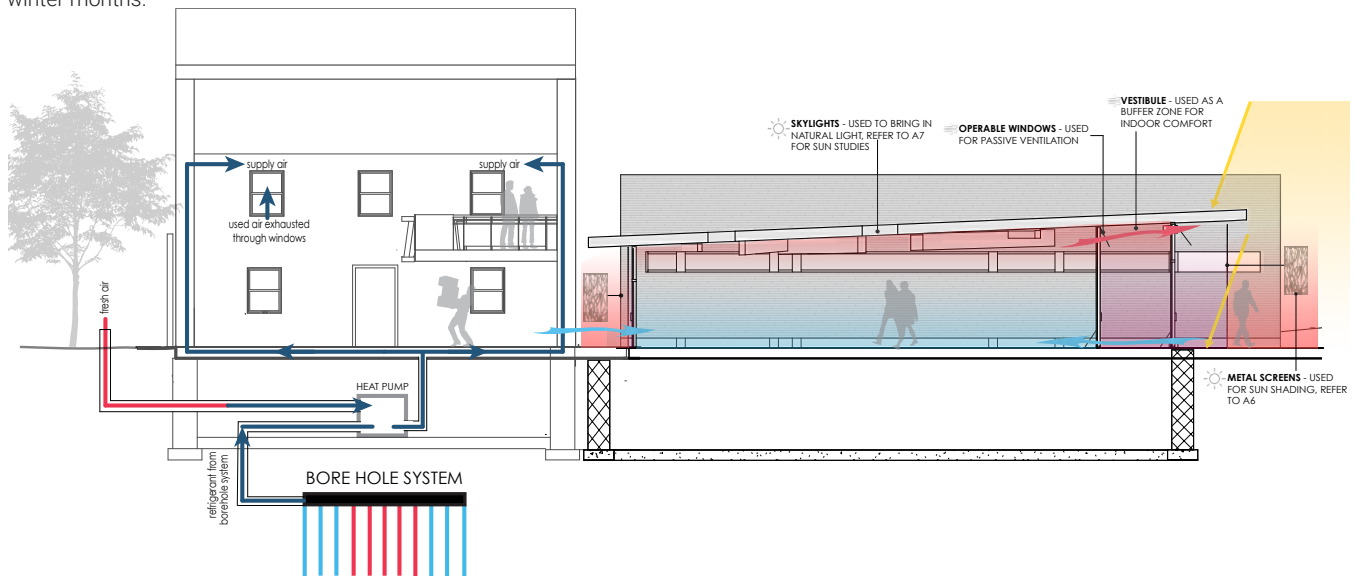 winter months.
supply air
supply air
used air exhausted
through windows
fresh air
HEAT PUMP
refrigerant from
borehole system
BORE HOLE SYSTEM
SKYLIGHTS - USED TO BRING IN
NATURAL LIGHT, REFER TO A7
FOR SUN STUDIES
OPERABLE WINDOWS - USED
FOR PASSIVE VENTILATION
VESTIBULE - USED AS A
BUFFER ZONE FOR
INDOOR COMFORT
METAL SCREENS - USED
FOR SUN SHADING, REFER
TO A6